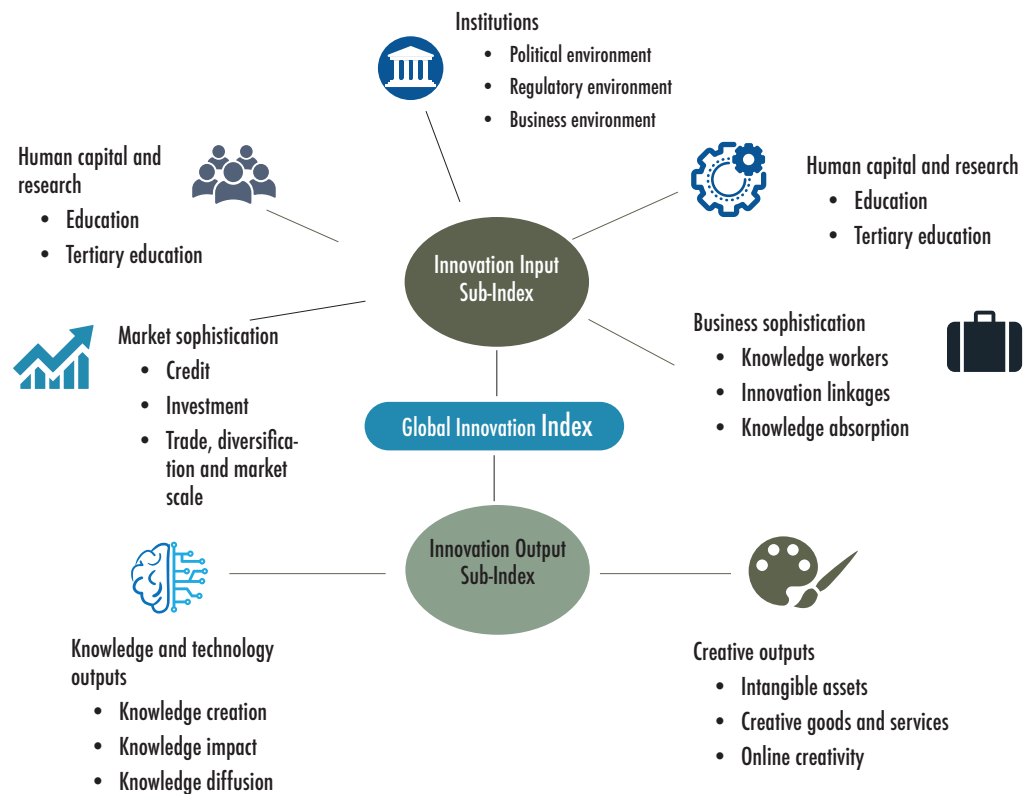 Institutions
• Political environment
• Regulatory environment
• Business environment
Human capital and
research
• Education
• Tertiary education
Human capital and research
• Education
• Tertiary education
Innovation Input
Sub-Index
Market sophistication
• Credit
• Investment
• Trade, diversifica-
tion and market
scale
Business sophistication
• Knowledge workers
• Innovation linkages
• Knowledge absorption
Global Innovation Index
Innovation Output
Sub-Index
Knowledge and technology
outputs
• Knowledge creation
• Knowledge impact
• Knowledge diffusion
Creative outputs
• Intangible assets
• Creative goods and services
• Online creativity